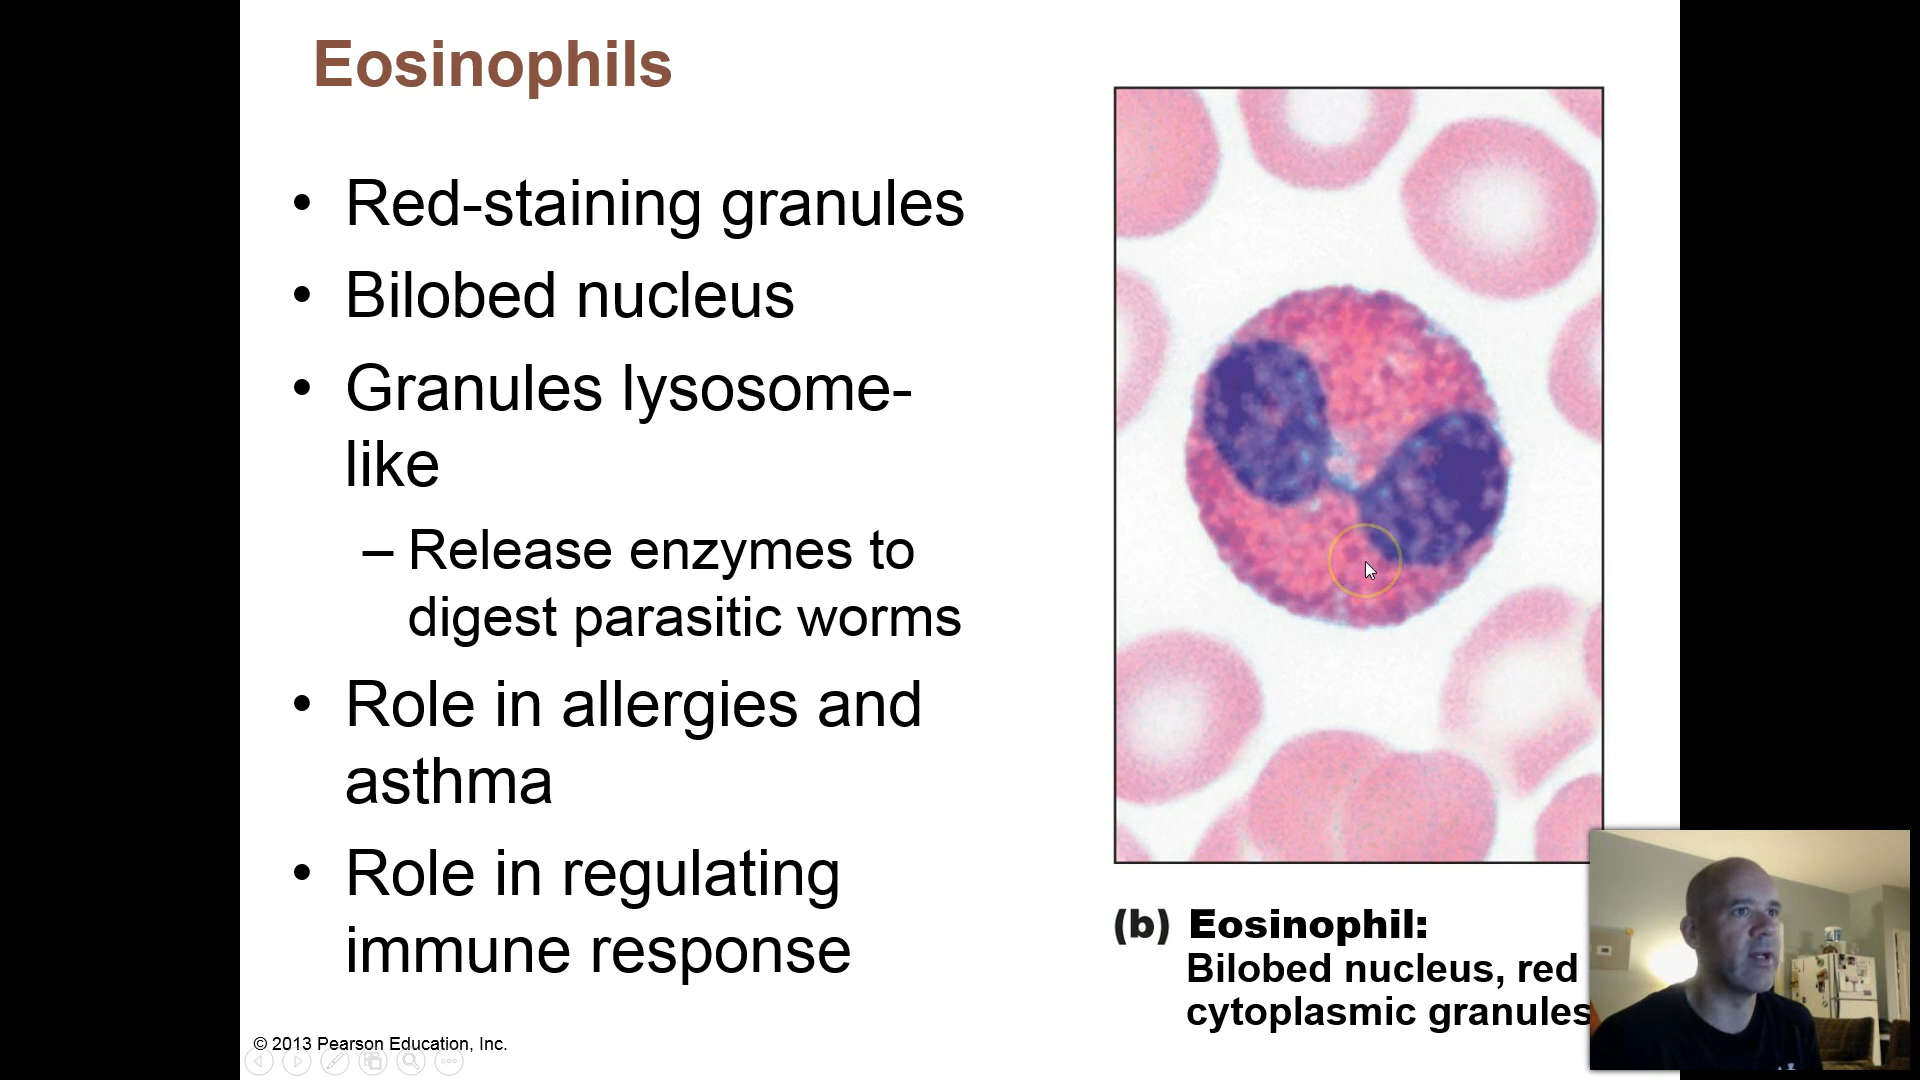 Eosinophils
• Red-staining granules
• Bilobed nucleus
• Granules lysosome-
like
– Release enzymes to
digest parasitic worms
• Role in allergies and
asthma
• Role in regulating
immune response
(b) Eosinophil:
Bilobed nucleus, red
cytoplasmic granules
© 2013 Pearson Education, Inc.